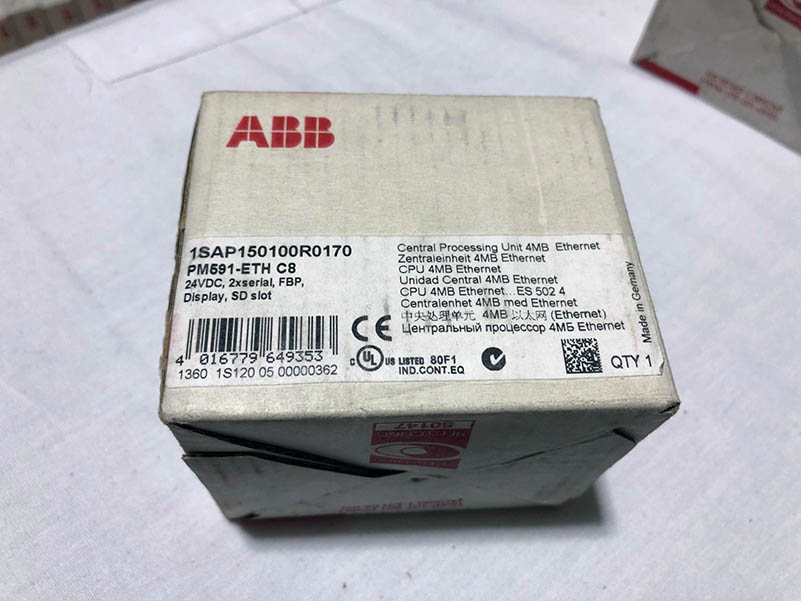 ABB
1SAP150100R0170
PM591-ETH C8
24VDC, 2xserial, FBP,
Display, SD slot
Central Processing Unit 4MB Ethernet
Zentraleinheit 4MB Ethernet
CPU 4MB Ethernet
Unidad Central 4MB Ethernet
CPU 4MB Ethernet...ES 502 4
Centralenhet 4MB med Ethernet
中央处理单元 4MB 以太网 (Ethernet)
Центральный процессор 4МБ Ethernet
Made in Germany
4 016779 649353
1360 1S120 05 00000362
CE
C UL US LISTED 80F1
IND.CONT.EQ
QTY 1
50147